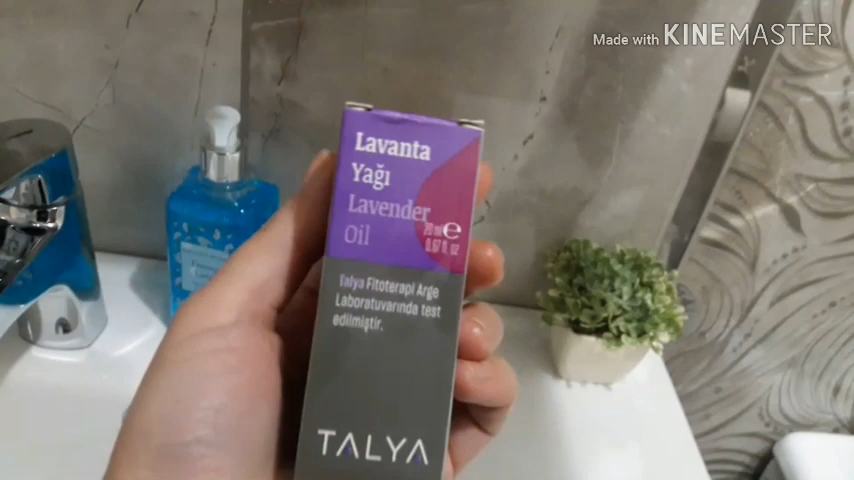 Made with KINEMASTER
Lavanta
Yağı
Lavender
Oil
20 ml e
0.67 fl. oz
Talya Fitoterapi Arge
Laboratuvarında test
edilmiştir.
TALYA